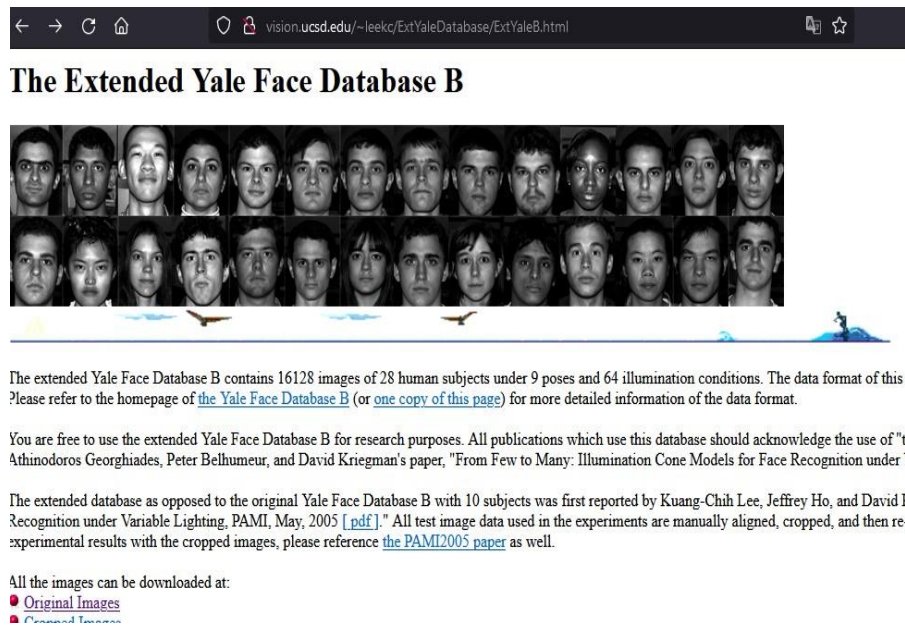 vision.ucsd.edu/~leekc/ExtYaleDatabase/ExtYaleB.html
The Extended Yale Face Database B
The extended Yale Face Database B contains 16128 images of 28 human subjects under 9 poses and 64 illumination conditions. The data format of this
Please refer to the homepage of the Yale Face Database B (or one copy of this page) for more detailed information of the data format.
You are free to use the extended Yale Face Database B for research purposes. All publications which use this database should acknowledge the use of "t
Athinodoros Georghiades, Peter Belhumeur, and David Kriegman's paper, "From Few to Many: Illumination Cone Models for Face Recognition under
The extended database as opposed to the original Yale Face Database B with 10 subjects was first reported by Kuang-Chih Lee, Jeffrey Ho, and David
Recognition under Variable Lighting, PAMI, May, 2005 [ pdf ]." All test image data used in the experiments are manually aligned, cropped, and then re-
experimental results with the cropped images, please reference the PAMI2005 paper as well.
All the images can be downloaded at:
Original Images
Cropped Images